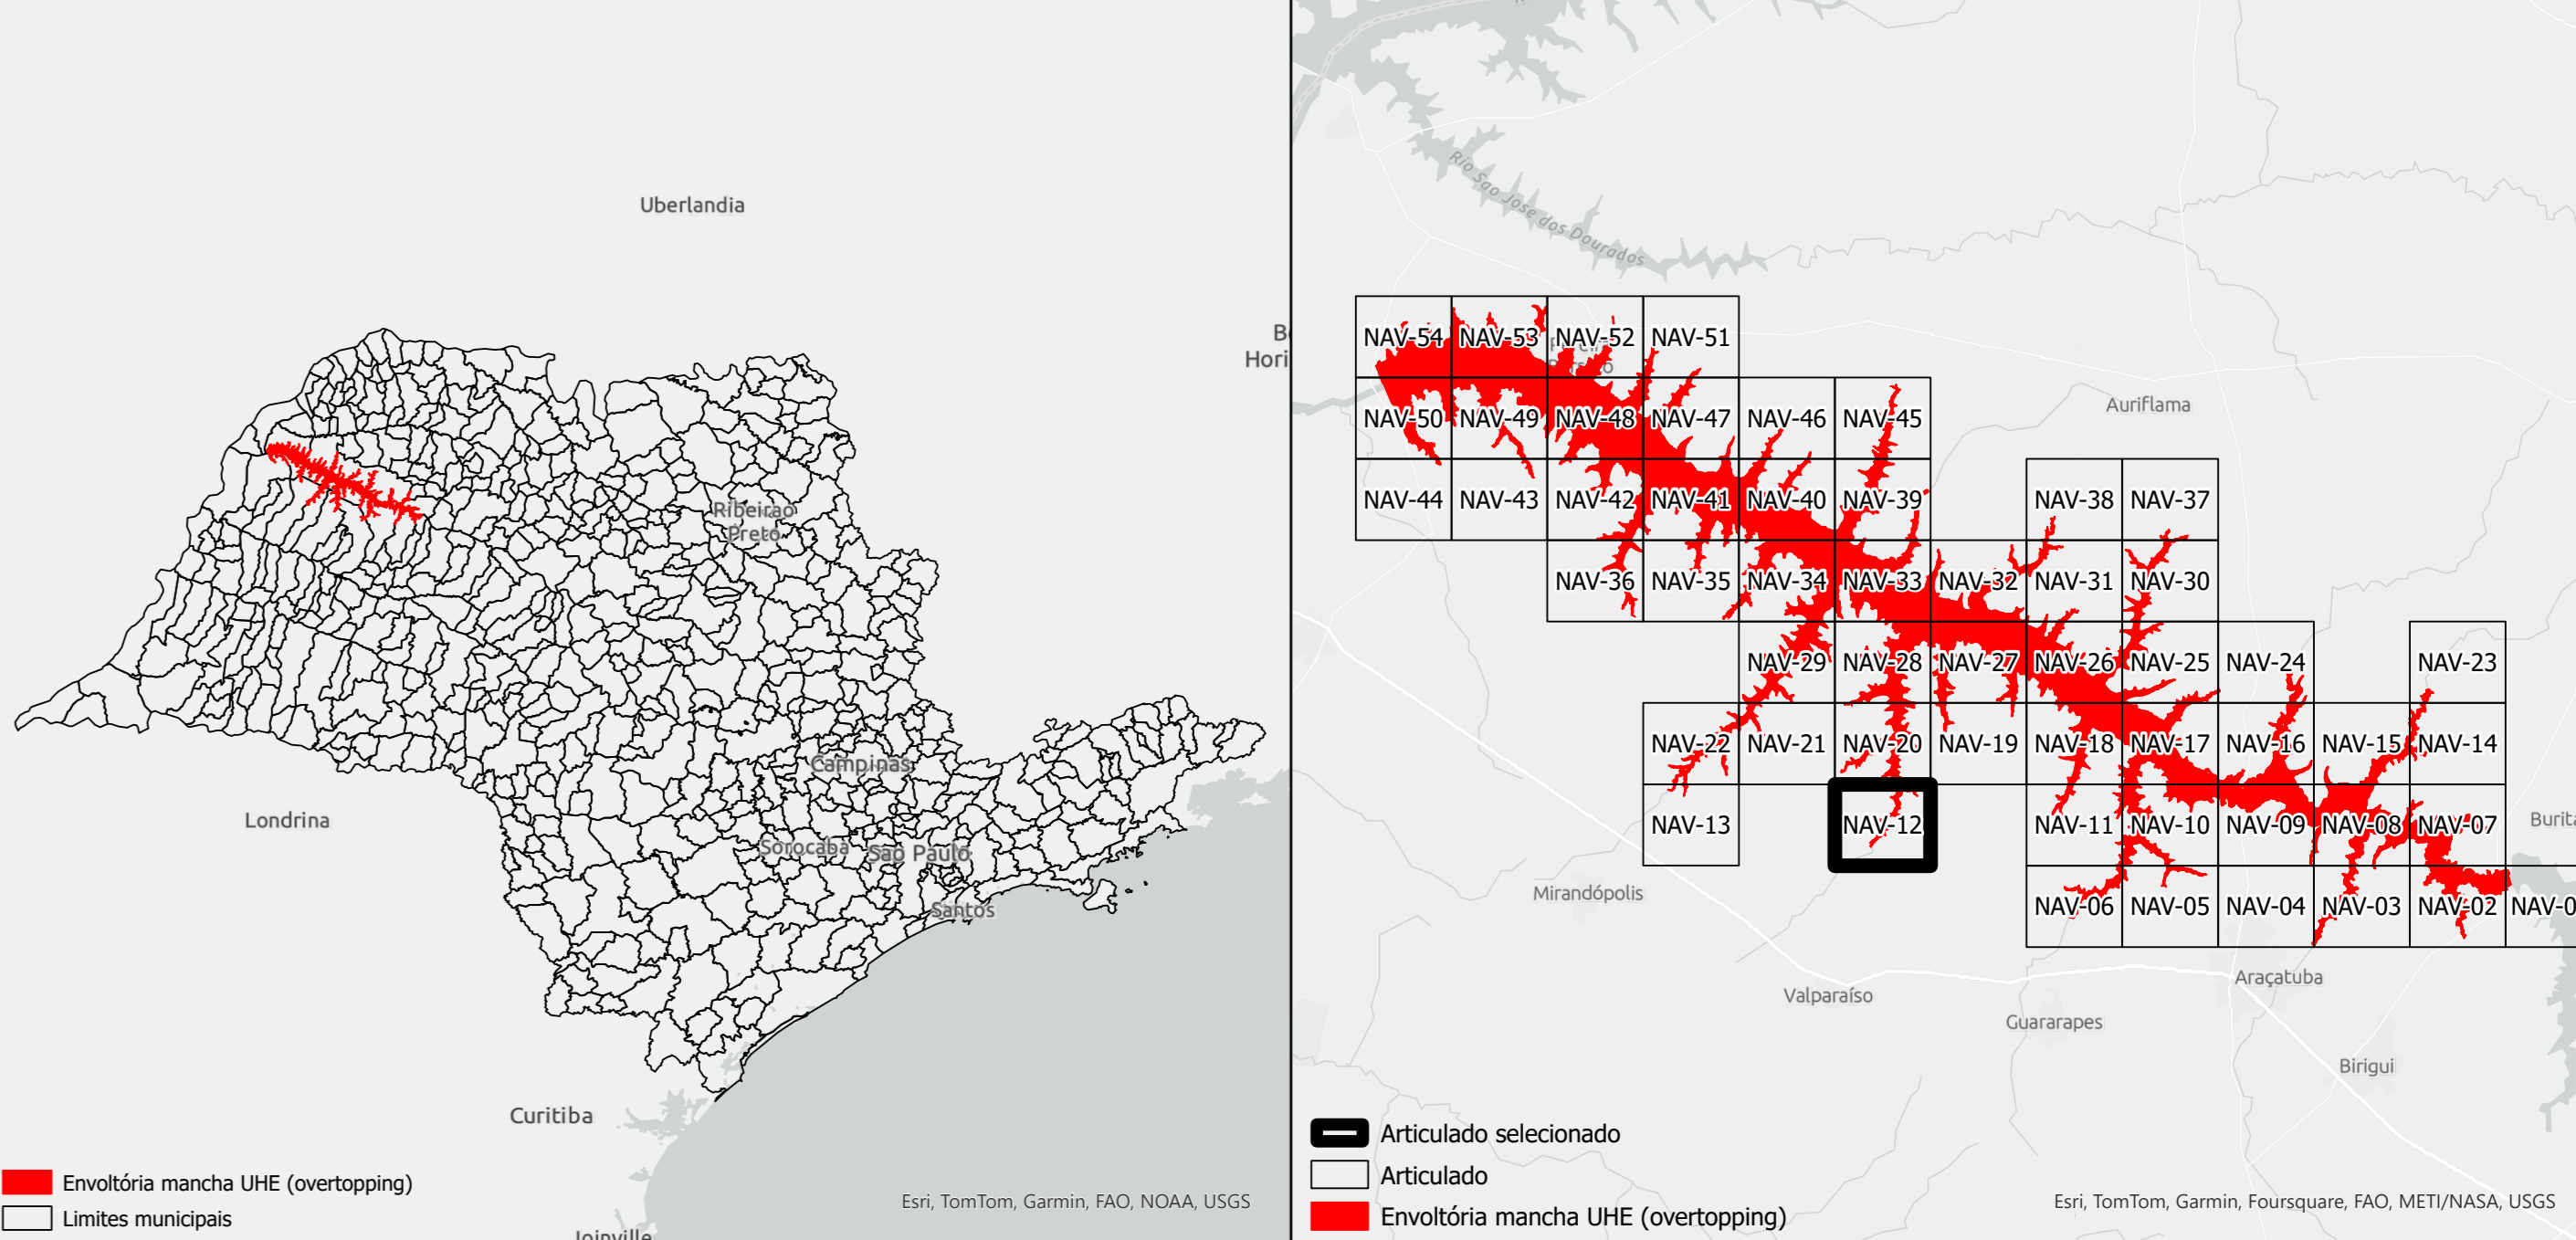 Uberlandia
Ribeirao
Preto
Campinas
Londrina
Sorocaba
Sao Paulo
Santos
Curitiba
Envoltória mancha UHE (overtopping)
Limites municipais
Esri, TomTom, Garmin, FAO, NOAA, USGS
Rio Sao Jose dos Dourados
NAV-54 NAV-53 NAV-52 NAV-51
NAV-50 NAV-49 NAV-48 NAV-47 NAV-46 NAV-45
Auriflama
NAV-44 NAV-43 NAV-42 NAV-41 NAV-40 NAV-39 NAV-38 NAV-37
NAV-36 NAV-35 NAV-34 NAV-33 NAV-32 NAV-31 NAV-30
NAV-29 NAV-28 NAV-27 NAV-26 NAV-25 NAV-24 NAV-23
NAV-22 NAV-21 NAV-20 NAV-19 NAV-18 NAV-17 NAV-16 NAV-15 NAV-14
NAV-13 NAV-12 NAV-11 NAV-10 NAV-09 NAV-08 NAV-07
Mirandópolis
NAV-06 NAV-05 NAV-04 NAV-03 NAV-02 NAV-0
Araçatuba
Valparaíso
Guararapes
Birigui
Articulado selecionado
Articulado
Envoltória mancha UHE (overtopping)
Esri, TomTom, Garmin, Foursquare, FAO, METI/NASA, USGS